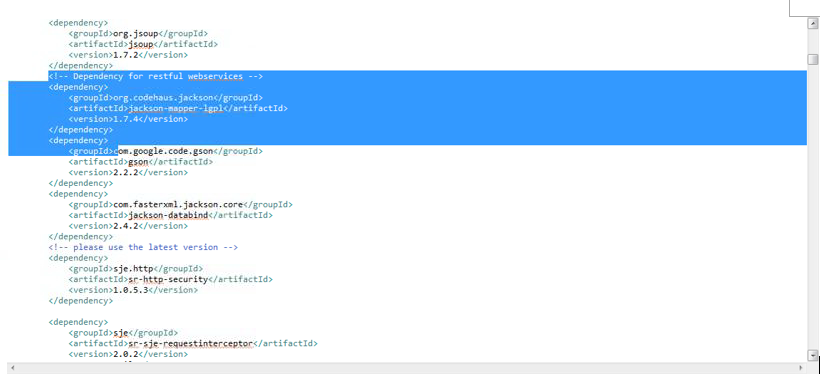 <dependency>
<groupId>org.jsoup</groupId>
<artifactId>jsoup</artifactId>
<version>1.7.2</version>
</dependency>
<!-- Dependency for restful webservices -->
<dependency>
<groupId>org.codehaus.jackson</groupId>
<artifactId>jackson-mapper-lgpl</artifactId>
<version>1.7.4</version>
</dependency>
<dependency>
<groupId>com.google.code.gson</groupId>
<artifactId>gson</artifactId>
<version>2.2.2</version>
</dependency>
<dependency>
<groupId>com.fasterxml.jackson.core</groupId>
<artifactId>jackson-databind</artifactId>
<version>2.4.2</version>
</dependency>
<!-- please use the latest version -->
<dependency>
<groupId>sje.http</groupId>
<artifactId>sr-http-security</artifactId>
<version>1.0.5.3</version>
</dependency>
<dependency>
<groupId>sje</groupId>
<artifactId>sr-sje-requestinterceptor</artifactId>
<version>2.0.2</version>